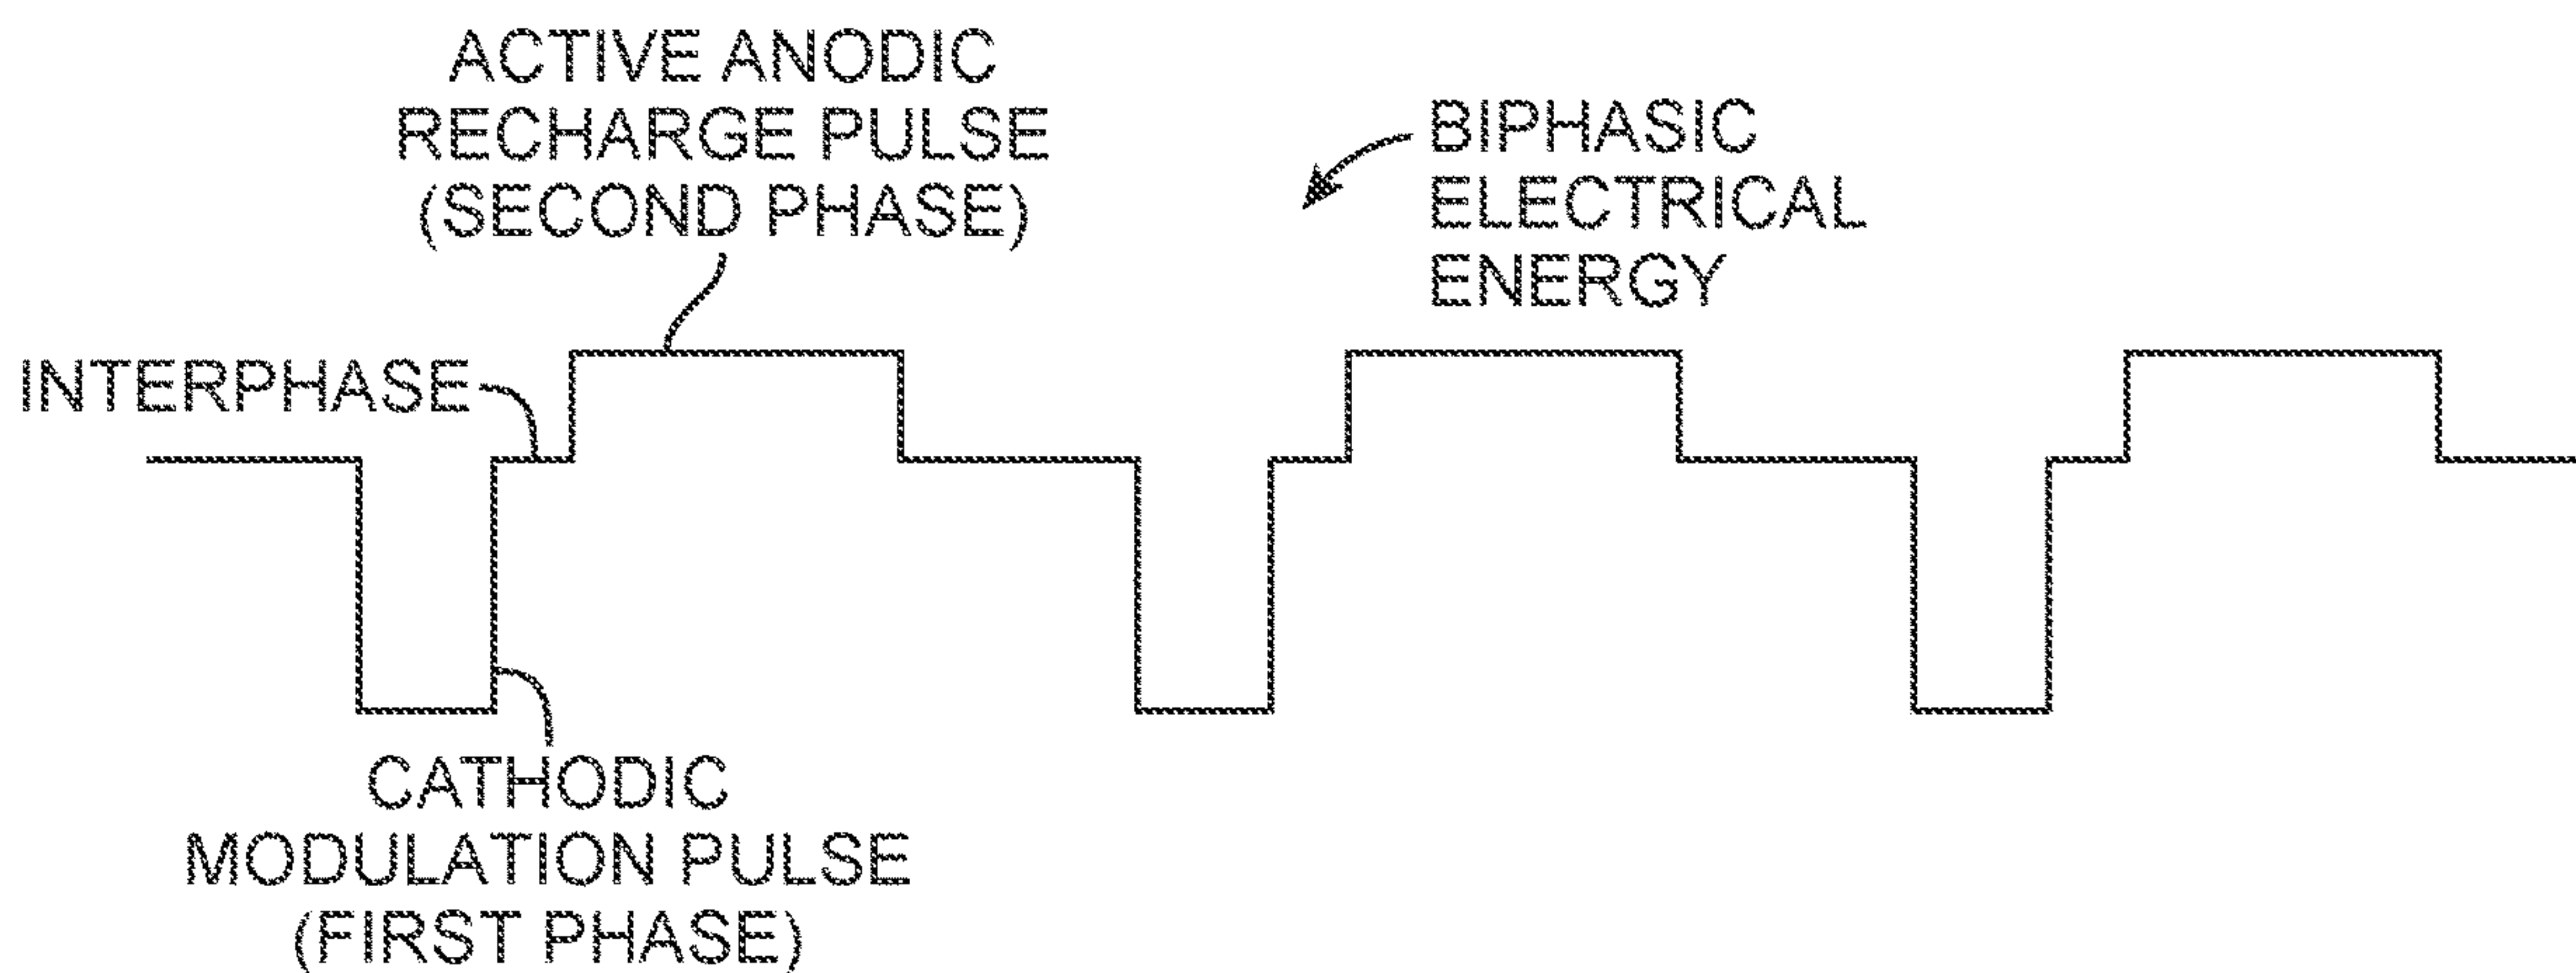 ACTIVE ANODIC
RECHARGE PULSE
(SECOND PHASE)
BIPHASIC
ELECTRICAL
ENERGY
INTERPHASE
CATHODIC
MODULATION PULSE
(FIRST PHASE)